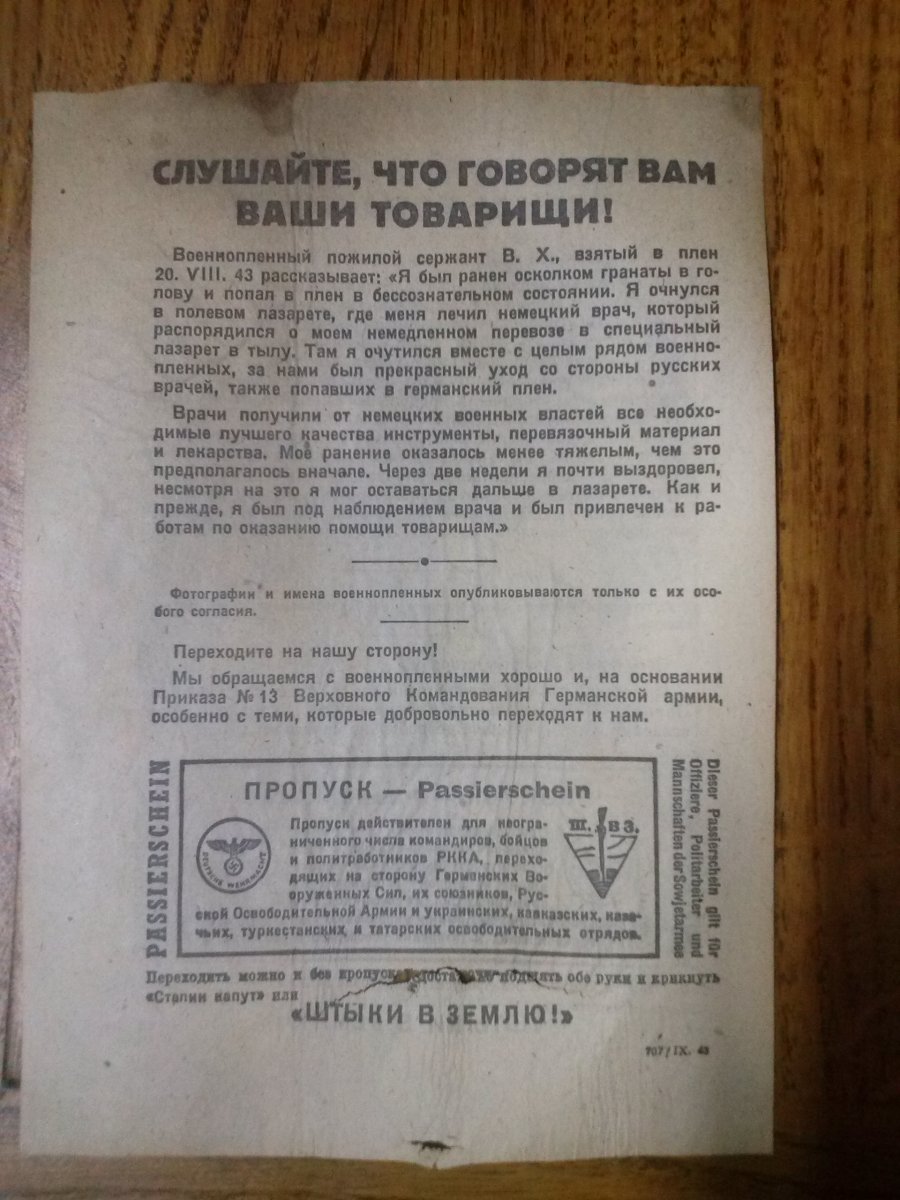 СЛУШАЙТЕ, ЧТО ГОВОРЯТ ВАМ
ВАШИ ТОВАРИЩИ!
Военнопленный пожилой сержант В. Х., взятый в плен
20. VIII. 43 рассказывает: «Я был ранен осколком гранаты в го-
лову и попал в плен в бессознательном состоянии. Я очнулся
в полевом лазарете, где меня лечил немецкий врач, который
распорядился о моем немедленном перевозе в специальный
лазарет в тылу. Там я очутился вместе с целым рядом военно-
пленных, за нами был прекрасный уход со стороны русских
врачей, также попавших в германский плен.
Врачи получили от немецких военных властей все необхо-
димые лучшего качества инструменты, перевязочный материал
и лекарства. Моё ранение оказалось менее тяжелым, чем это
предполагалось вначале. Через две недели я почти выздоровел,
несмотря на это я мог оставаться дальше в лазарете. Как и
прежде, я был под наблюдением врача и был привлечен к ра-
ботам по оказанию помощи товарищам.»
Фотографии и имена военнопленных опубликовываются только с их осо-
бого согласия.
Переходите на нашу сторону!
Мы обращаемся с военнопленными хорошо и, на основании
Приказа № 13 Верховного Командования Германской армии,
особенно с теми, которые добровольно переходят к нам.
PASSIERSCHEIN
ПРОПУСК — Passierschein
DEUTSCHE WEHRMACHT
Пропуск действителен для неогра-
ниченного числа командиров, бойцов
и политработников РККА, перехо-
дящих на сторону Германских Во-
оруженных Сил, их союзников, Рус-
ской Освободительной Армии и украинских, кавказских, каза-
чьих, туркестанских и татарских освободительных отрядов.
Ш. В З.
Dieser Passierschein gilt für
Offiziere, Politarbeiter und
Mannschaften der Sowjetarmee
Переходить можно и без пропуска: достаточно поднять обе руки и крикнуть
«Сталин капут» или
«ШТЫКИ В ЗЕМЛЮ!»
707/IX. 43